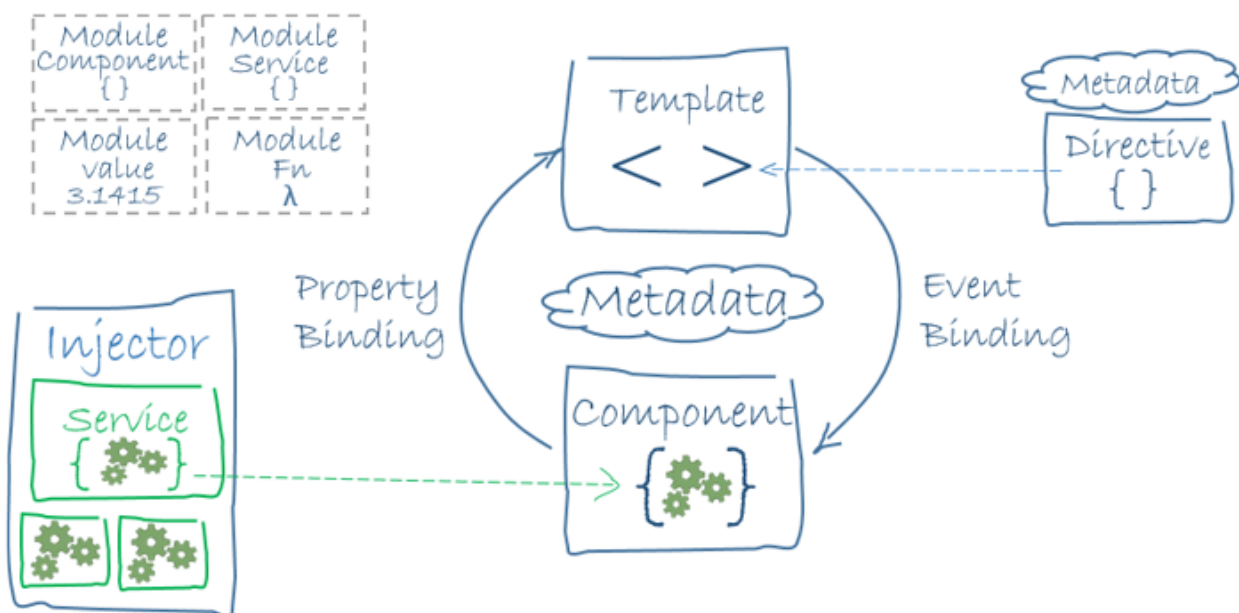 Module
Component
{ }
Module
Service
{ }
Module
value
3.1415
Module
Fn
λ
Template
< >
Metadata
Directive
{ }
Property
Binding
Metadata
Event
Binding
Injector
Service
{ }
Component
{ }